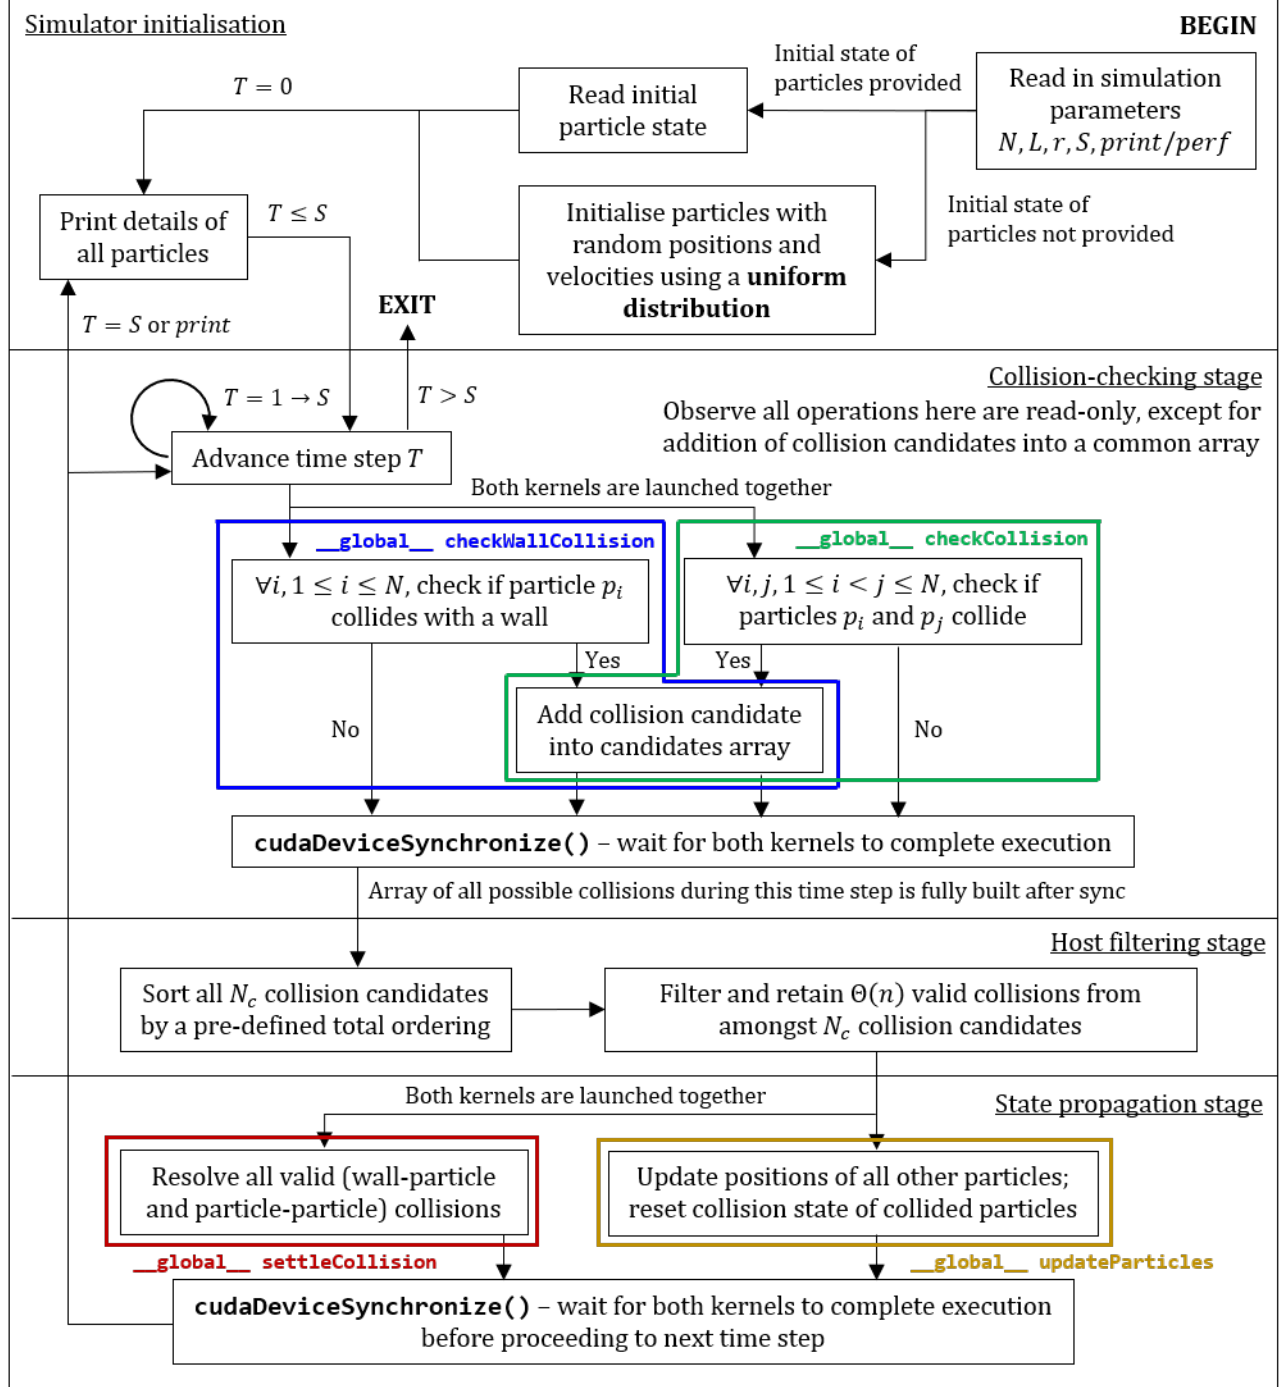 Simulator initialisation
BEGIN
Read in simulation
parameters
N, L, r, S, print/perf
Initial state of
particles provided
Read initial
particle state
T = 0
Initial state of
particles not provided
Initialise particles with
random positions and
velocities using a uniform
distribution
Print details of
all particles
T ≤ S
T = S or print
EXIT
Collision-checking stage
Observe all operations here are read-only, except for
addition of collision candidates into a common array
T = 1 → S
T > S
Advance time step T
Both kernels are launched together
__global__ checkWallCollision
__global__ checkCollision
∀i, 1 ≤ i ≤ N, check if particle p_i
collides with a wall
∀i, j, 1 ≤ i < j ≤ N, check if
particles p_i and p_j collide
Yes
Yes
No
Add collision candidate
into candidates array
No
cudaDeviceSynchronize() – wait for both kernels to complete execution
Array of all possible collisions during this time step is fully built after sync
Host filtering stage
Sort all N_c collision candidates
by a pre-defined total ordering
Filter and retain Θ(n) valid collisions from
amongst N_c collision candidates
State propagation stage
Both kernels are launched together
Resolve all valid (wall-particle
and particle-particle) collisions
Update positions of all other particles;
reset collision state of collided particles
__global__ settleCollision
__global__ updateParticles
cudaDeviceSynchronize() – wait for both kernels to complete execution
before proceeding to next time step